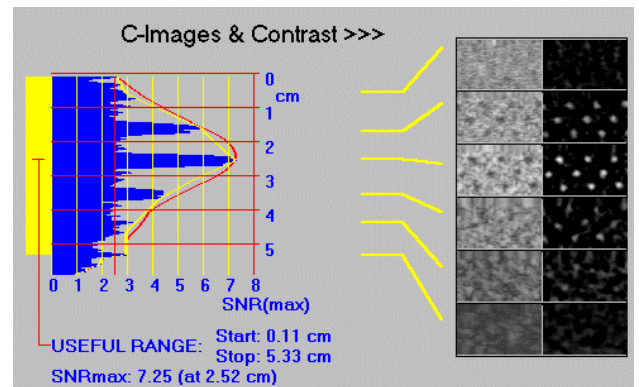 C-Images & Contrast >>>
0
cm
1
2
3
4
5
0 1 2 3 4 5 6 7 8
SNR(max)
USEFUL RANGE: Start: 0.11 cm
Stop: 5.33 cm
SNRmax: 7.25 (at 2.52 cm)